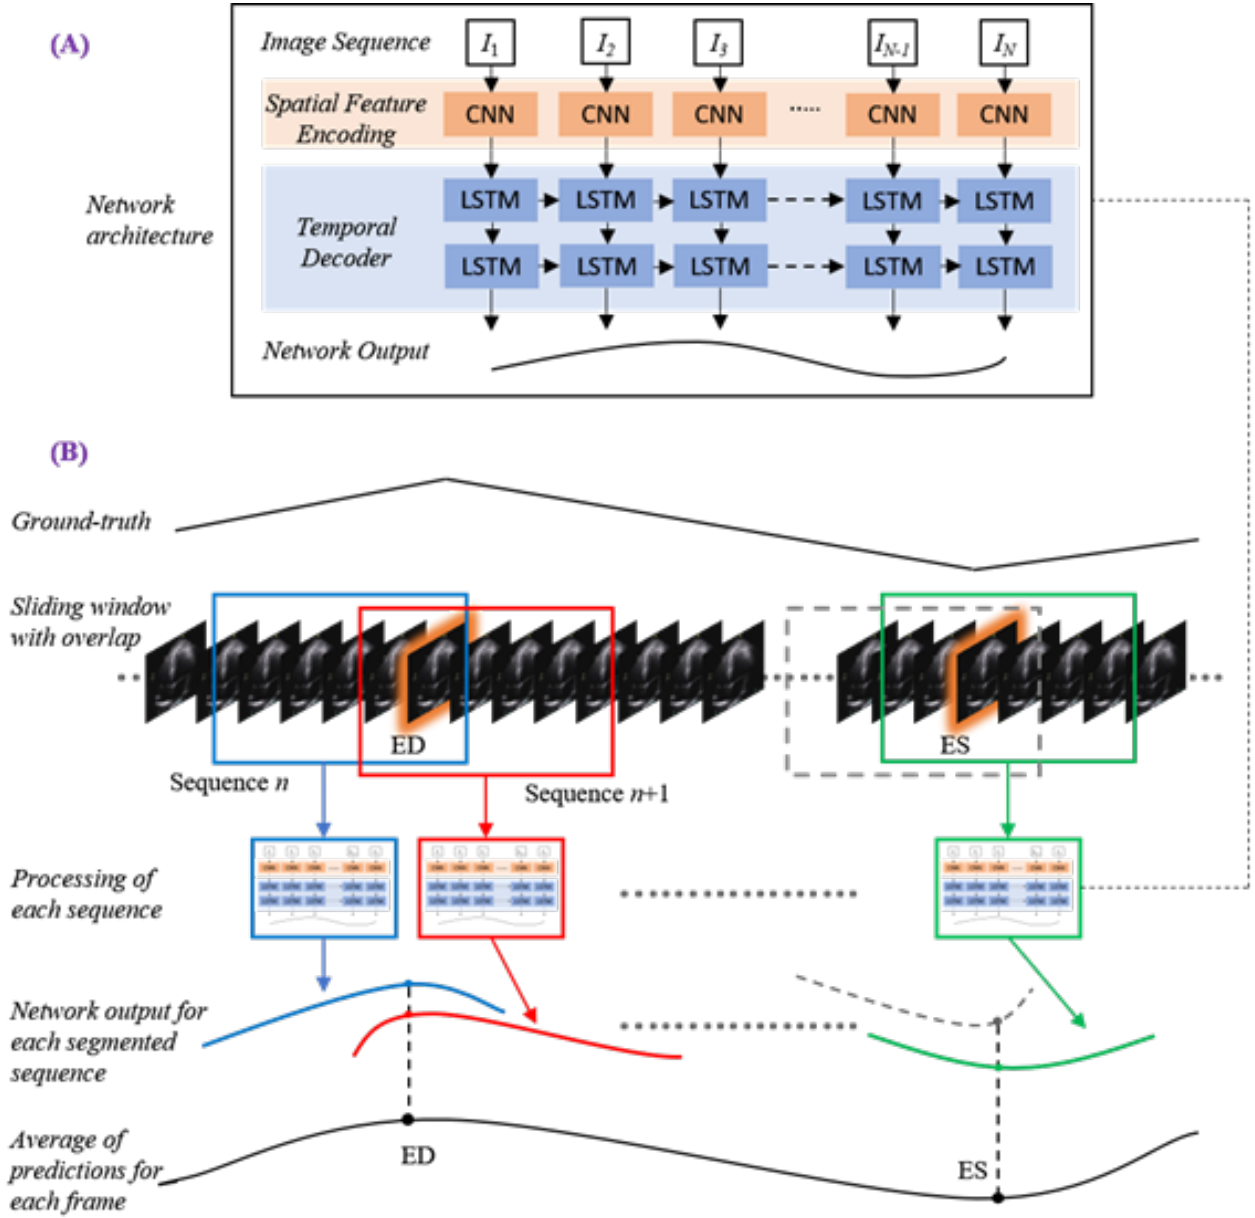 (A)
Image Sequence
I1 I2 I3 IN-1 IN
Spatial Feature
Encoding
CNN CNN CNN ..... CNN CNN
Network
architecture
Temporal
Decoder
LSTM LSTM LSTM LSTM LSTM
LSTM LSTM LSTM LSTM LSTM
Network Output
(B)
Ground-truth
Sliding window
with overlap
ED
ES
Sequence n
Sequence n+1
Processing of
each sequence
Network output for
each segmented
sequence
Average of
predictions for
each frame
ED
ES